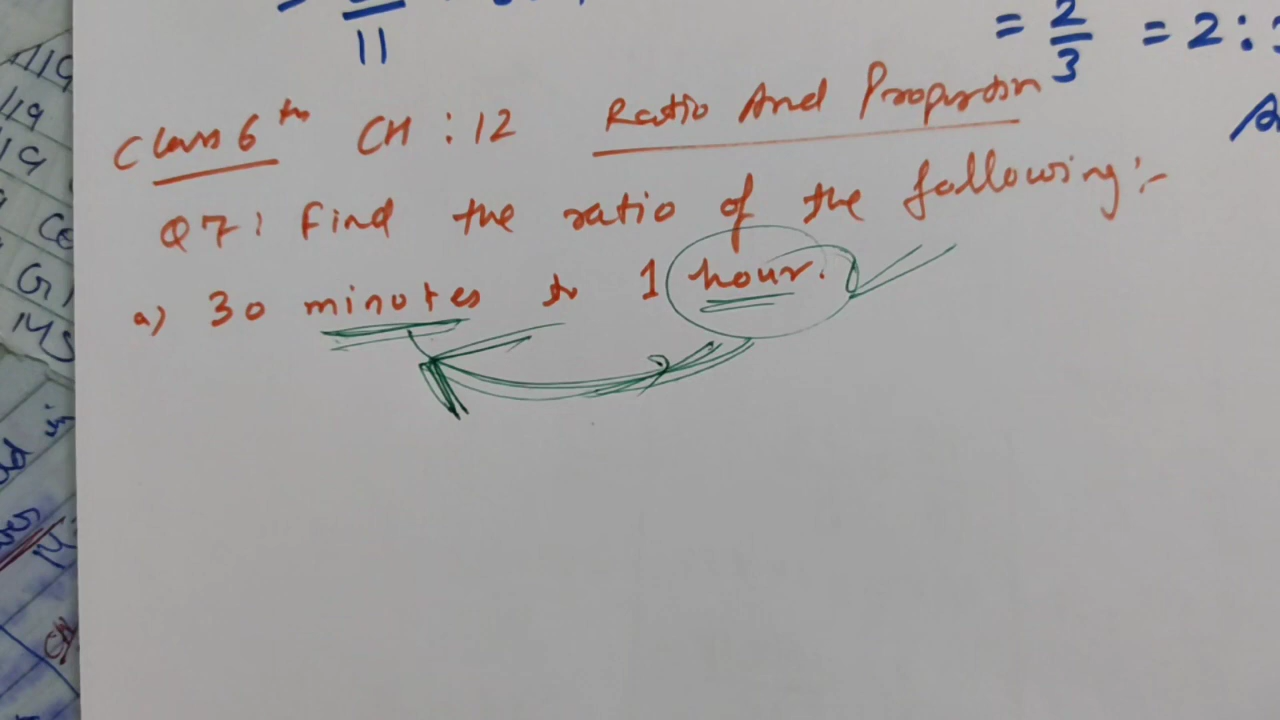 11
= 2/3 = 2:
Class 6th CH : 12 Ratio And Proportion
Q7: Find the ratio of the following:-
a) 30 minutes to 1 hour.